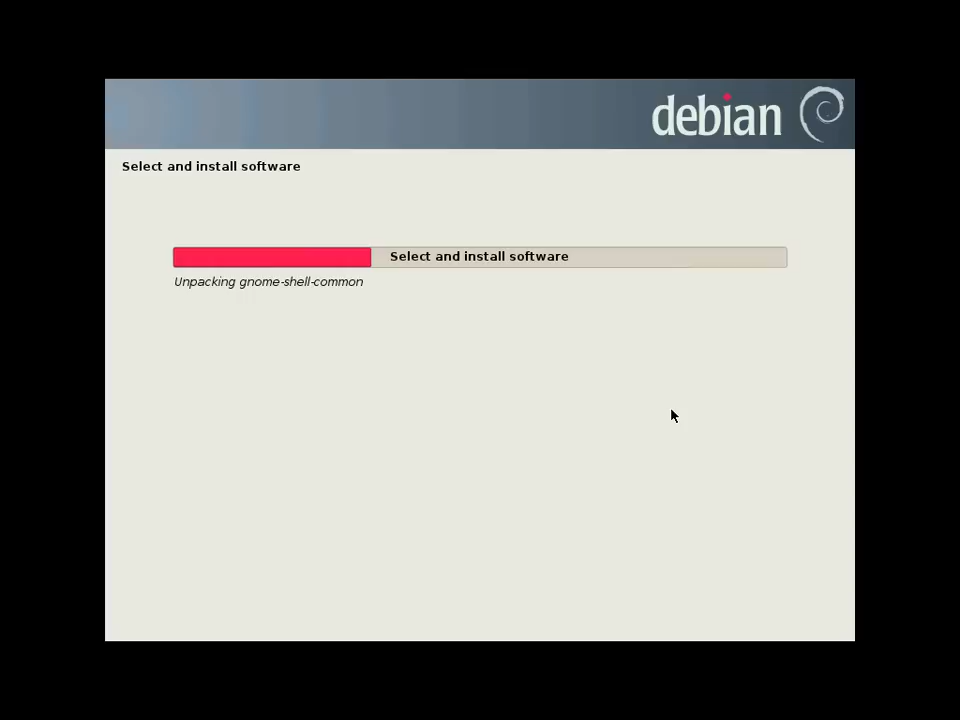 debian
Select and install software
Select and install software
Unpacking gnome-shell-common